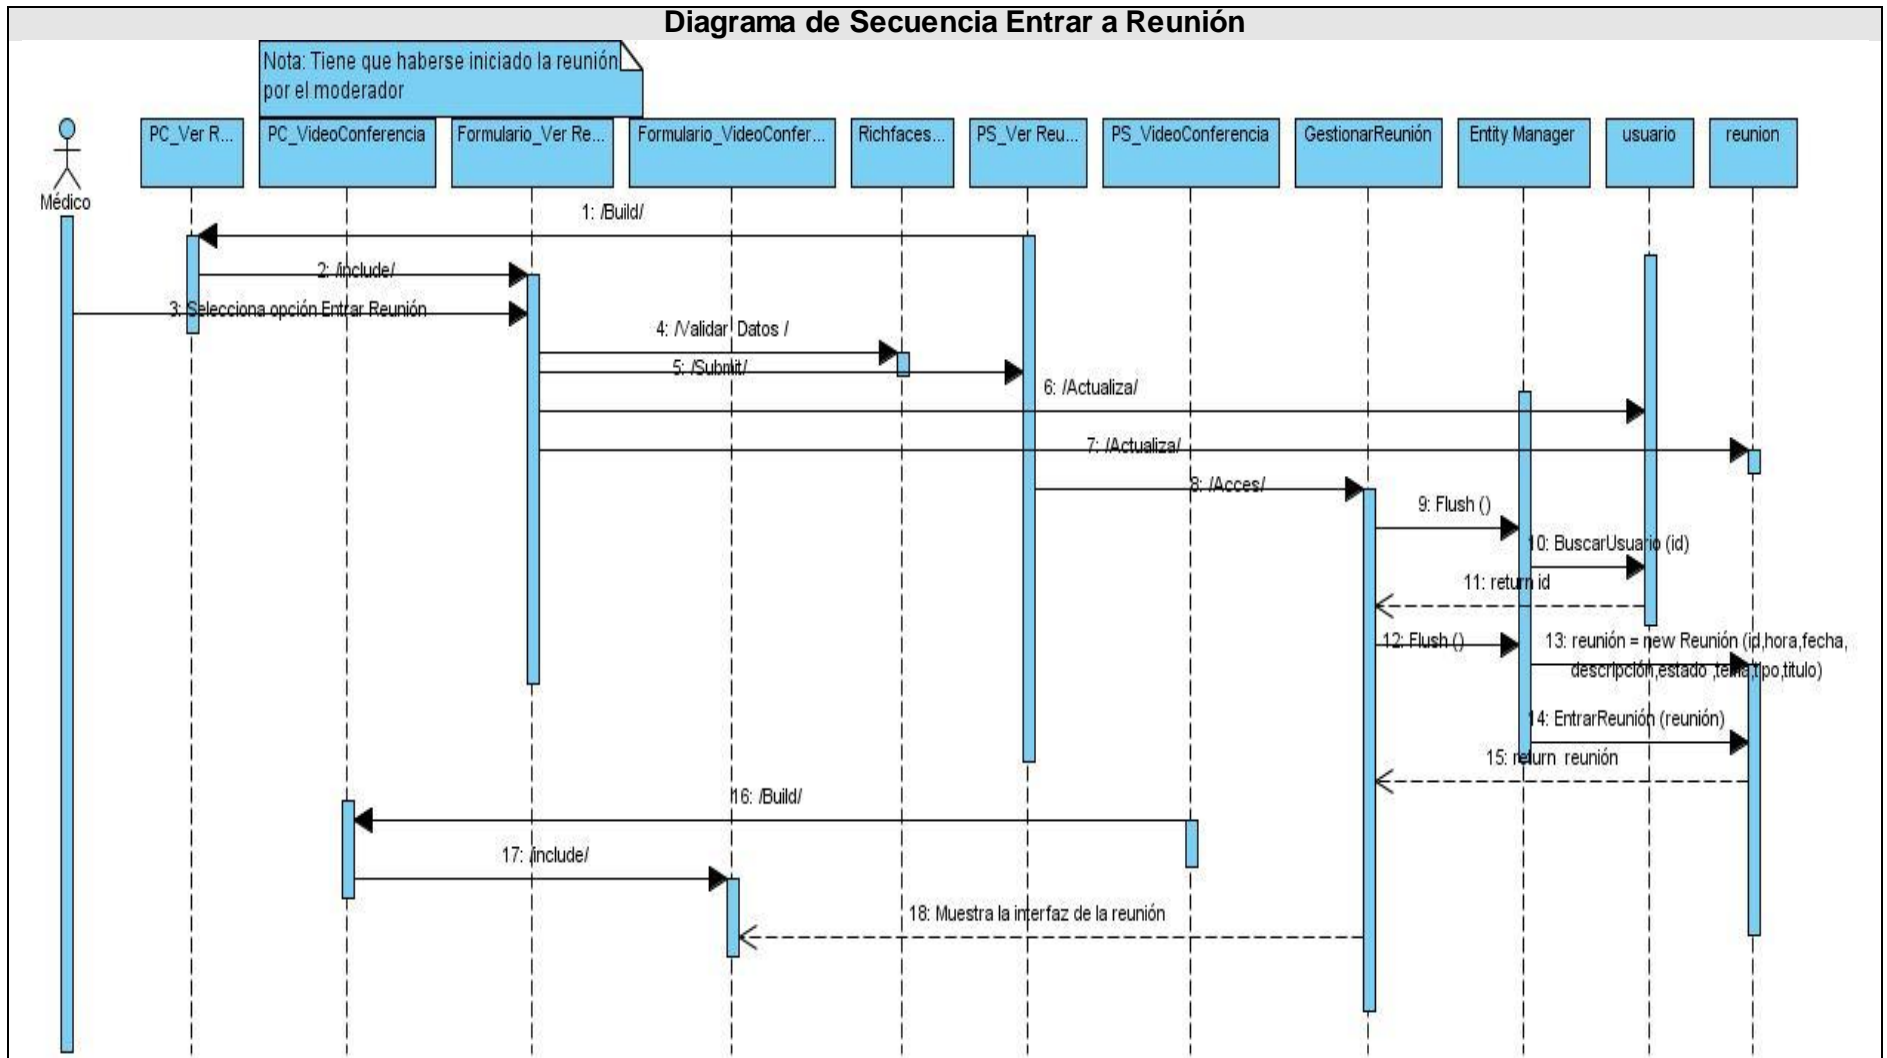 Diagrama de Secuencia Entrar a Reunión
Nota: Tiene que haberse iniciado la reunión
por el moderador
Médico
PC_Ver R...
PC_VideoConferencia
Formulario_Ver Re...
Formulario_VideoConfer...
Richfaces...
PS_Ver Reu...
PS_VideoConferencia
GestionarReunión
Entity Manager
usuario
reunion
1: /Build/
2: /include/
3: Selecciona opción Entrar Reunión
4: /Validar Datos /
5: /Submit/
6: /Actualiza/
7: /Actualiza/
8: /Acces/
9: Flush ()
10: BuscarUsuario (id)
11: return id
12: Flush ()
13: reunión = new Reunión (id,hora,fecha,
descripción,estado ,tema,tipo,titulo)
14: EntrarReunión (reunión)
15: return reunión
16: /Build/
17: /include/
18: Muestra la interfaz de la reunión